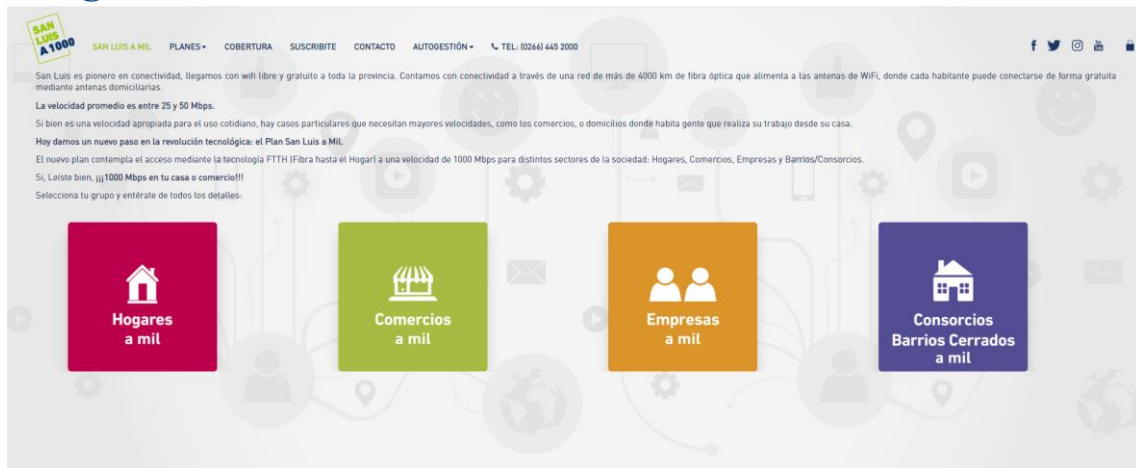 SAN
LUIS
A 1000
SAN LUIS A MIL PLANES COBERTURA SUSCRIBITE CONTACTO AUTOGESTIÓN TEL: (0266) 445 2000
San Luis es pionero en conectividad, llegamos con wifi libre y gratuito a toda la provincia. Contamos con conectividad a través de una red de más de 4000 km de fibra óptica que alimenta a las antenas de WiFi, donde cada habitante puede conectarse de forma gratuita
mediante antenas domiciliarias.
La velocidad promedio es entre 25 y 50 Mbps.
Si bien es una velocidad apropiada para el uso cotidiano, hay casos particulares que necesitan mayores velocidades, como los comercios, o domicilios donde habita gente que realiza su trabajo desde su casa.
Hoy damos un nuevo paso en la revolución tecnológica: el Plan San Luis a Mil.
El nuevo plan contempla el acceso mediante la tecnología FTTH (Fibra hasta el Hogar) a una velocidad de 1000 Mbps para distintos sectores de la sociedad: Hogares, Comercios, Empresas y Barrios/Consorcios.
Si, Leíste bien, ¡¡¡1000 Mbps en tu casa o comercio!!!
Selecciona tu grupo y entérate de todos los detalles:
Hogares
a mil
Comercios
a mil
Empresas
a mil
Consorcios
Barrios Cerrados
a mil